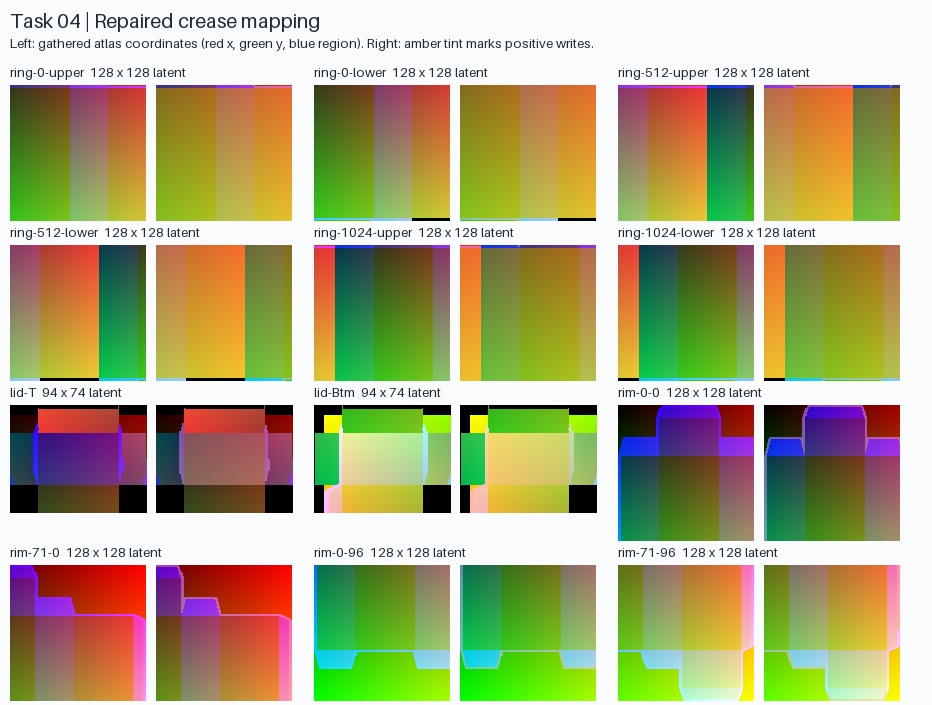 Task 04 | Repaired crease mapping
Left: gathered atlas coordinates (red x, green y, blue region). Right: amber tint marks positive writes.
ring-0-upper 128 x 128 latent
ring-0-lower 128 x 128 latent
ring-512-upper 128 x 128 latent
ring-512-lower 128 x 128 latent
ring-1024-upper 128 x 128 latent
ring-1024-lower 128 x 128 latent
lid-T 94 x 74 latent
lid-Btm 94 x 74 latent
rim-0-0 128 x 128 latent
rim-71-0 128 x 128 latent
rim-0-96 128 x 128 latent
rim-71-96 128 x 128 latent